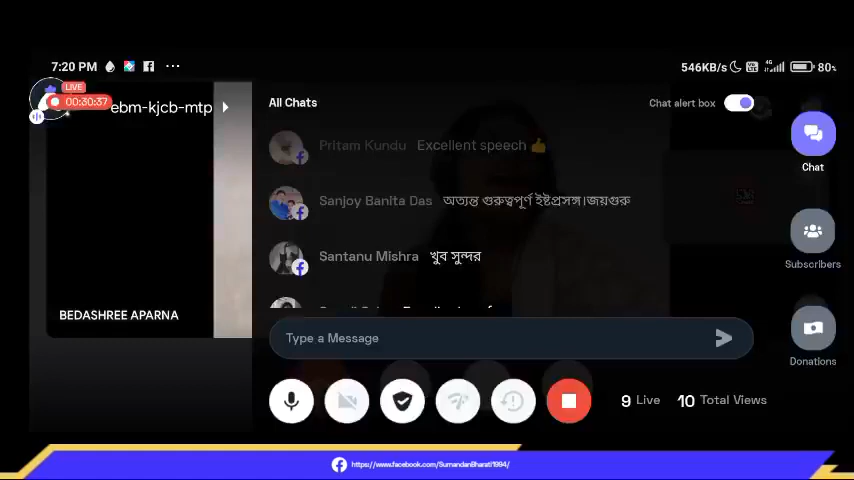 7:20 PM
546KB/s
4G
80%
LIVE
00:30:37
ebm-kjcb-mtp
All Chats
Chat alert box
Pritam Kundu Excellent speech 👍
Chat
Sanjoy Banita Das অত্যন্ত গুরুত্বপূর্ণ ইষ্টপ্রসঙ্গ।জয়গুরু
Santanu Mishra খুব সুন্দর
Subscribers
BEDASHREE APARNA
Type a Message
Donations
9 Live 10 Total Views
https://www.facebook.com/SumandanBharati1994/